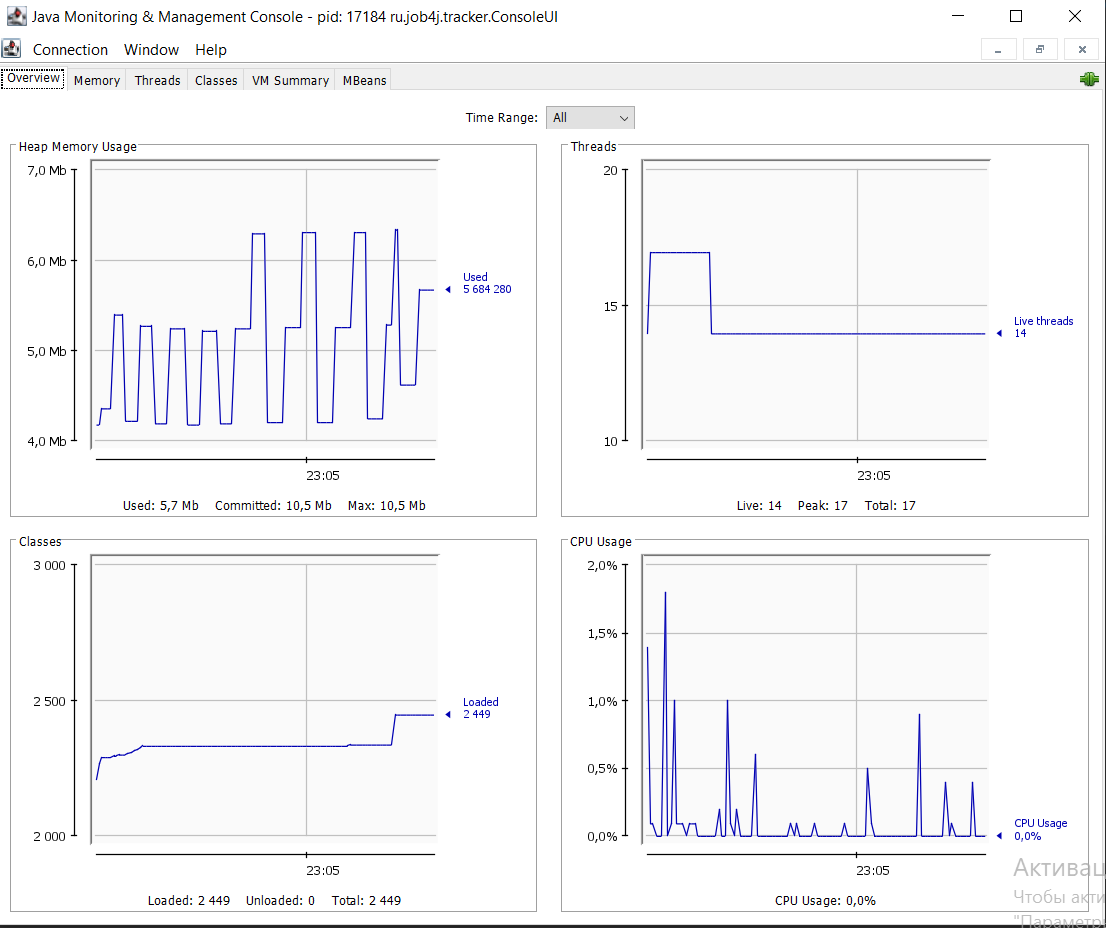 Java Monitoring & Management Console - pid: 17184 ru.job4j.tracker.ConsoleUI
Connection Window Help
Overview Memory Threads Classes VM Summary MBeans
Time Range: All
Heap Memory Usage
7,0 Mb
6,0 Mb
5,0 Mb
4,0 Mb
Used
5 684 280
23:05
Used: 5,7 Mb Committed: 10,5 Mb Max: 10,5 Mb
Threads
20
15
10
Live threads
14
23:05
Live: 14 Peak: 17 Total: 17
Classes
3 000
2 500
2 000
Loaded
2 449
23:05
Loaded: 2 449 Unloaded: 0 Total: 2 449
CPU Usage
2,0%
1,5%
1,0%
0,5%
0,0%
CPU Usage
0,0%
23:05
CPU Usage: 0,0%
Активац
Чтобы акти
"Параметр